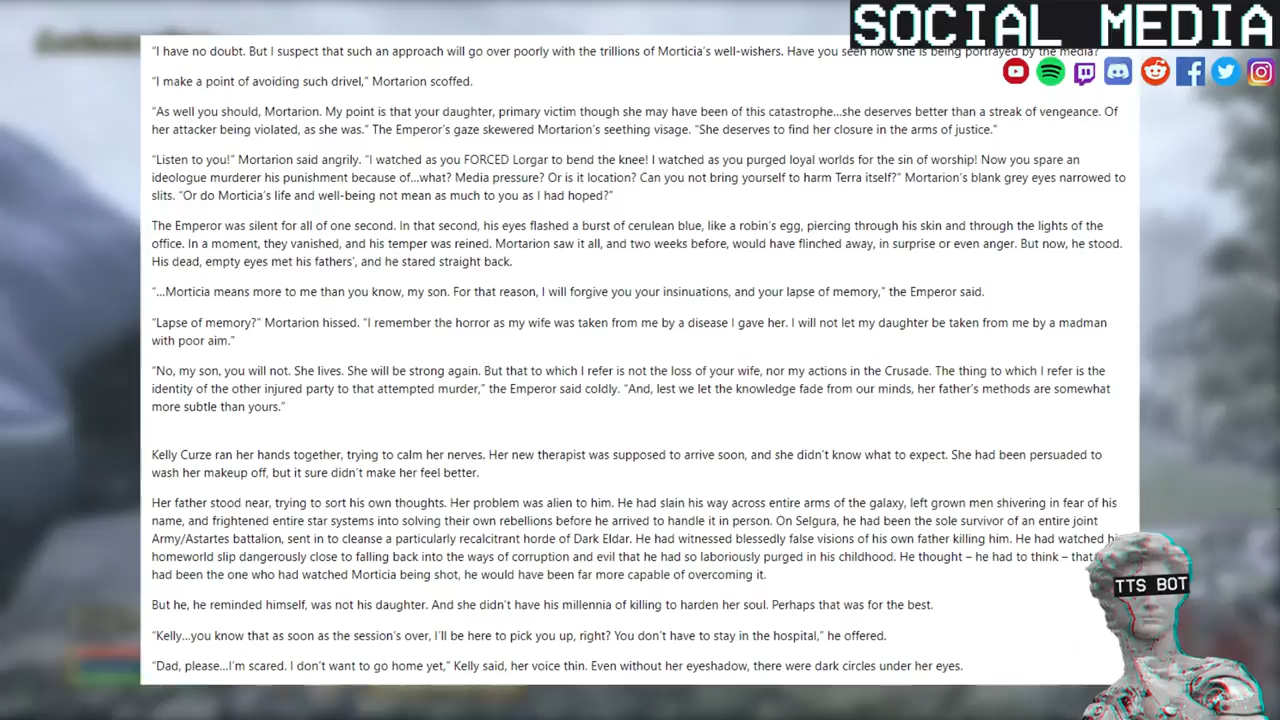 SOCIAL MEDIA
“I have no doubt. But I suspect that such an approach will go over poorly with the trillions of Morticia’s well-wishers. Have you seen how she is being portrayed by the media?
“I make a point of avoiding such drivel,” Mortarion scoffed.
“As well you should, Mortarion. My point is that your daughter, primary victim though she may have been of this catastrophe…she deserves better than a streak of vengeance. Of
her attacker being violated, as she was.” The Emperor’s gaze skewered Mortarion’s seething visage. “She deserves to find her closure in the arms of justice.”
“Listen to you!” Mortarion said angrily. “I watched as you FORCED Lorgar to bend the knee! I watched as you purged loyal worlds for the sin of worship! Now you spare an
ideologue murderer his punishment because of…what? Media pressure? Or is it location? Can you not bring yourself to harm Terra itself?” Mortarion’s blank grey eyes narrowed to
slits. “Or do Morticia’s life and well-being not mean as much to you as I had hoped?”
The Emperor was silent for all of one second. In that second, his eyes flashed a burst of cerulean blue, like a robin’s egg, piercing through his skin and through the lights of the
office. In a moment, they vanished, and his temper was reined. Mortarion saw it all, and two weeks before, would have flinched away, in surprise or even anger. But now, he stood.
His dead, empty eyes met his fathers’, and he stared straight back.
“…Morticia means more to me than you know, my son. For that reason, I will forgive you your insinuations, and your lapse of memory,” the Emperor said.
“Lapse of memory?” Mortarion hissed. “I remember the horror as my wife was taken from me by a disease I gave her. I will not let my daughter be taken from me by a madman
with poor aim.”
“No, my son, you will not. She lives. She will be strong again. But that to which I refer is not the loss of your wife, nor my actions in the Crusade. The thing to which I refer is the
identity of the other injured party to that attempted murder,” the Emperor said coldly. “And, lest we let the knowledge fade from our minds, her father’s methods are somewhat
more subtle than yours.”
Kelly Curze ran her hands together, trying to calm her nerves. Her new therapist was supposed to arrive soon, and she didn’t know what to expect. She had been persuaded to
wash her makeup off, but it sure didn’t make her feel better.
Her father stood near, trying to sort his own thoughts. Her problem was alien to him. He had slain his way across entire arms of the galaxy, left grown men shivering in fear of his
name, and frightened entire star systems into solving their own rebellions before he arrived to handle it in person. On Selgura, he had been the sole survivor of an entire joint
Army/Astartes battalion, sent in to cleanse a particularly recalcitrant horde of Dark Eldar. He had witnessed blessedly false visions of his own father killing him. He had watched
homeworld slip dangerously close to falling back into the ways of corruption and evil that he had so laboriously purged in his childhood. He thought – he had to think –
had been the one who had watched Morticia being shot, he would have been far more capable of overcoming it.
But he, he reminded himself, was not his daughter. And she didn’t have his millennia of killing to harden her soul. Perhaps that was for the best.
“Kelly…you know that as soon as the session’s over, I’ll be here to pick you up, right? You don’t have to stay in the hospital,” he offered.
“Dad, please…I’m scared. I don’t want to go home yet,” Kelly said, her voice thin. Even without her eyeshadow, there were dark circles under her eyes.
TTS BOT